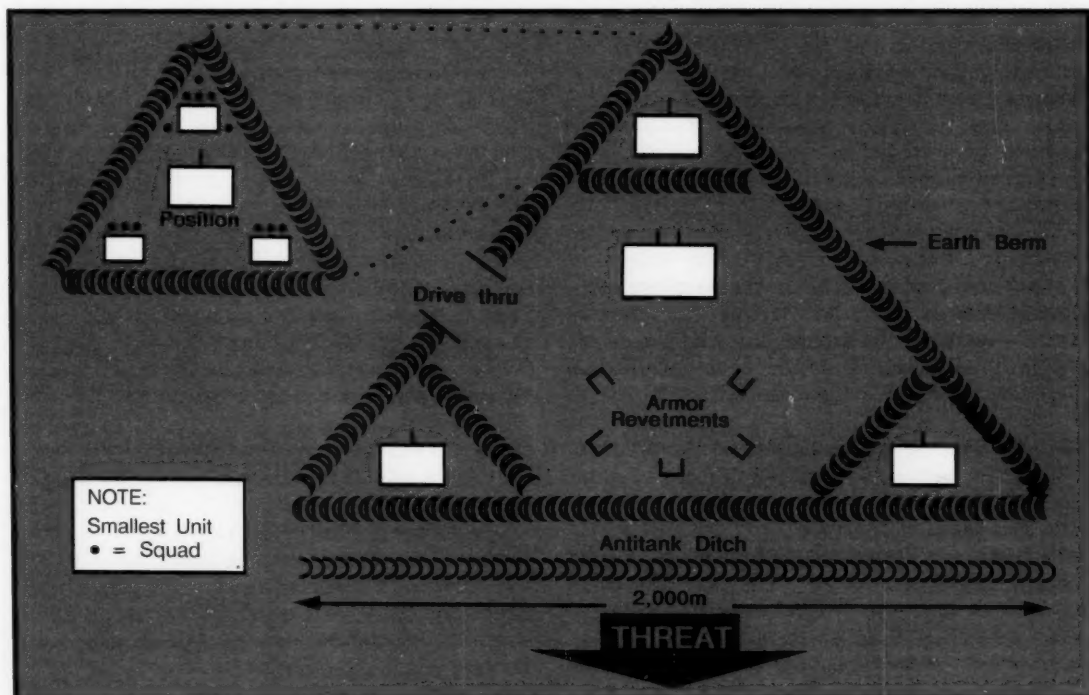 Position
Earth Berm
Drive thru
Armor
Revetments
NOTE:
Smallest Unit
• = Squad
Antitank Ditch
2,000m
THREAT